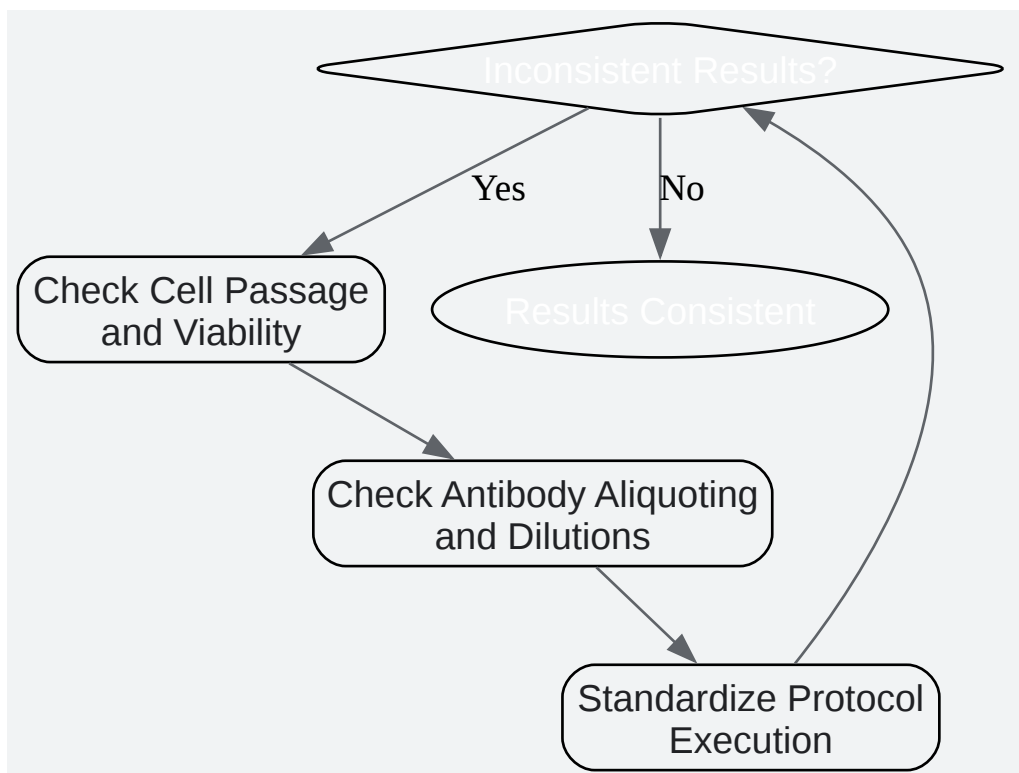 Inconsistent Results?
Yes
No
Check Cell Passage
and Viability
Results Consistent
Check Antibody Aliquoting
and Dilutions
Standardize Protocol
Execution